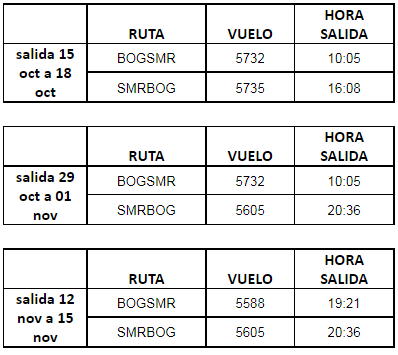 RUTA VUELO HORA SALIDA
salida 15 oct a 18 oct
BOGSMR 5732 10:05
SMRBOG 5735 16:08
RUTA VUELO HORA SALIDA
salida 29 oct a 01 nov
BOGSMR 5732 10:05
SMRBOG 5605 20:36
RUTA VUELO HORA SALIDA
salida 12 nov a 15 nov
BOGSMR 5588 19:21
SMRBOG 5605 20:36